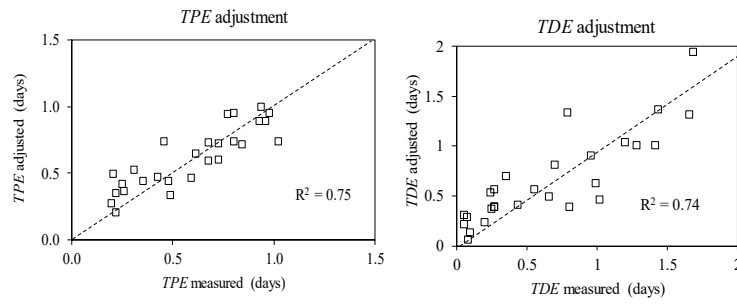 TPE adjustment
1.5
1.0
0.5
0.0
TPE adjusted (days)
R² = 0.75
0.0 0.5 1.0 1.5
TPE measured (days)
TDE adjustment
2
1.5
1
0.5
0
TDE adjusted (days)
R² = 0.74
0 0.5 1 1.5 2
TDE measured (days)